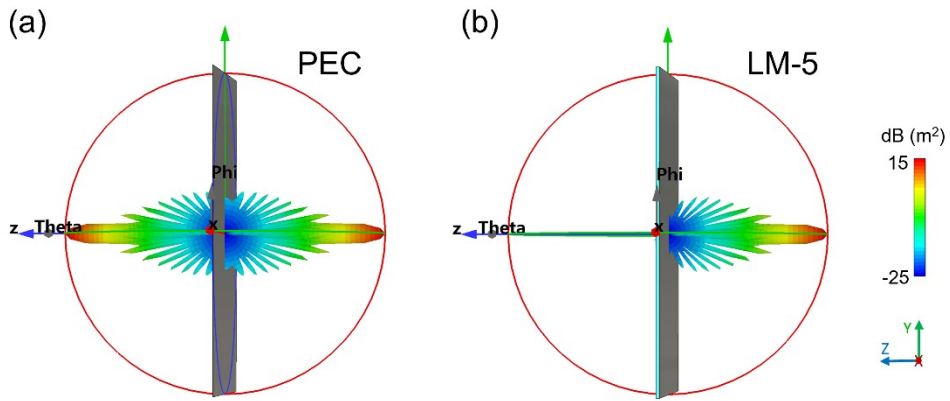 (a)
PEC
Phi
x
z Theta
(b)
LM-5
Phi
x
z Theta
dB (m²)
15
-25
Y
Z
X